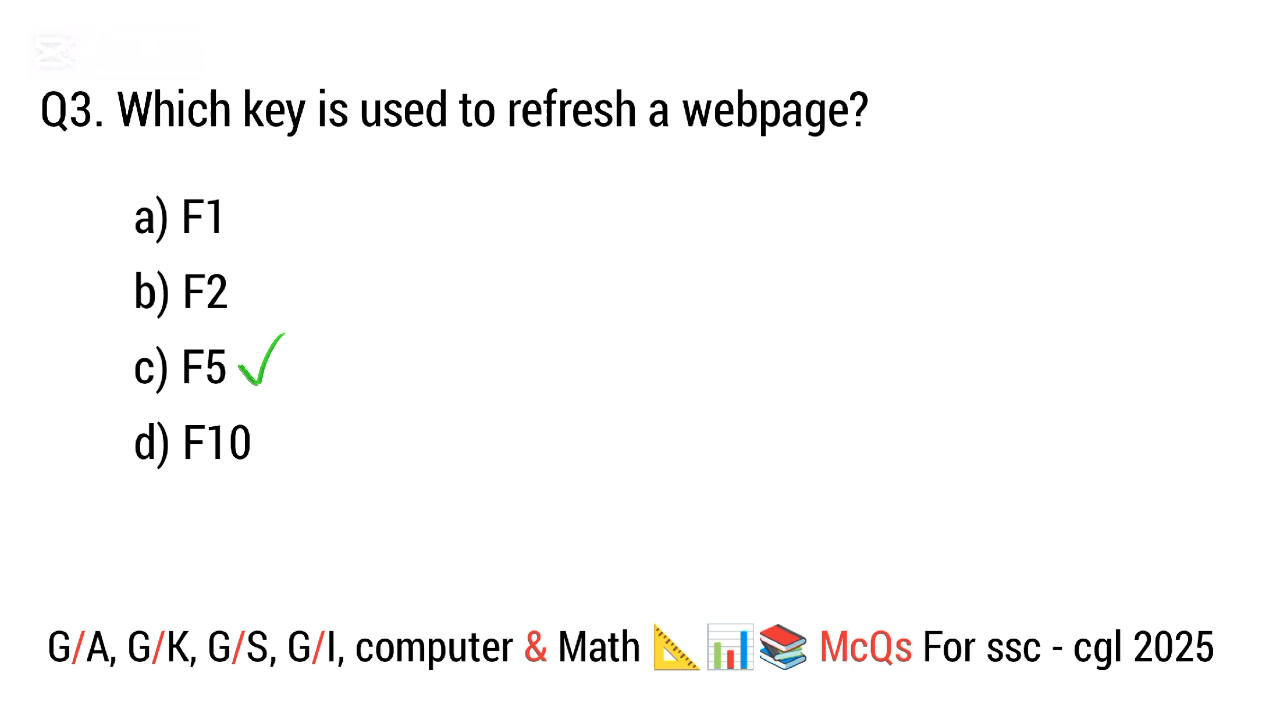 Q3. Which key is used to refresh a webpage?
a) F1
b) F2
c) F5
d) F10
G/A, G/K, G/S, G/I, computer & Math McQs For ssc - cgl 2025